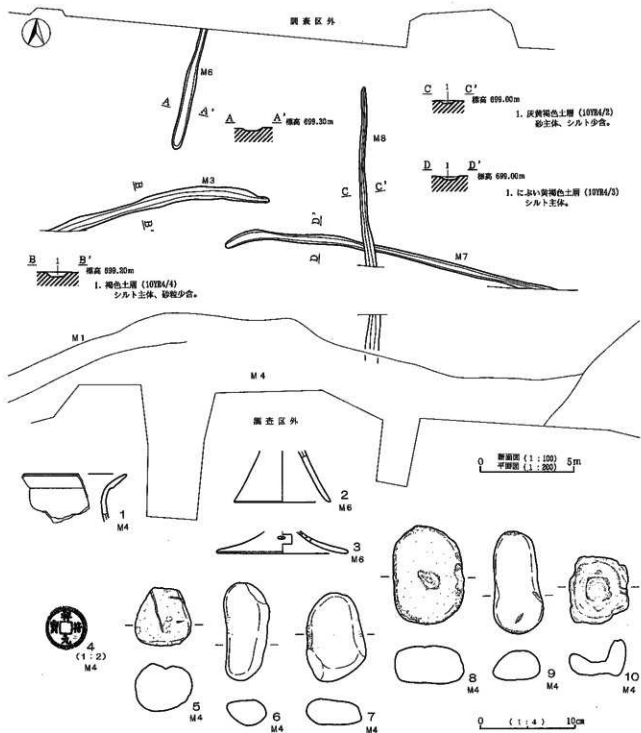 調査区外
M6
A A'
A A' 標高 699.30m
C 1 C'
標高 699.00m
1. 灰黄褐色土層 (10YR4/2)
砂主体、シルト少含。
M8
C C'
D 1 D'
標高 699.00m
1. にぶい黄褐色土層 (10YR4/3)
シルト主体。
B M3
B'
D'
D
M7
B 1 B' 標高 699.20m
1. 褐色土層 (10YR4/4)
シルト主体、砂粒少含。
M1
M4
調査区外
断面図 (1:100)
平面図 (1:200)
0 5m
1
M4
2
M6
3
M6
4
(1:2)
M4
5
M4
6
M4
7
M4
8
M4
9
M4
10
M4
0 (1:4) 10cm